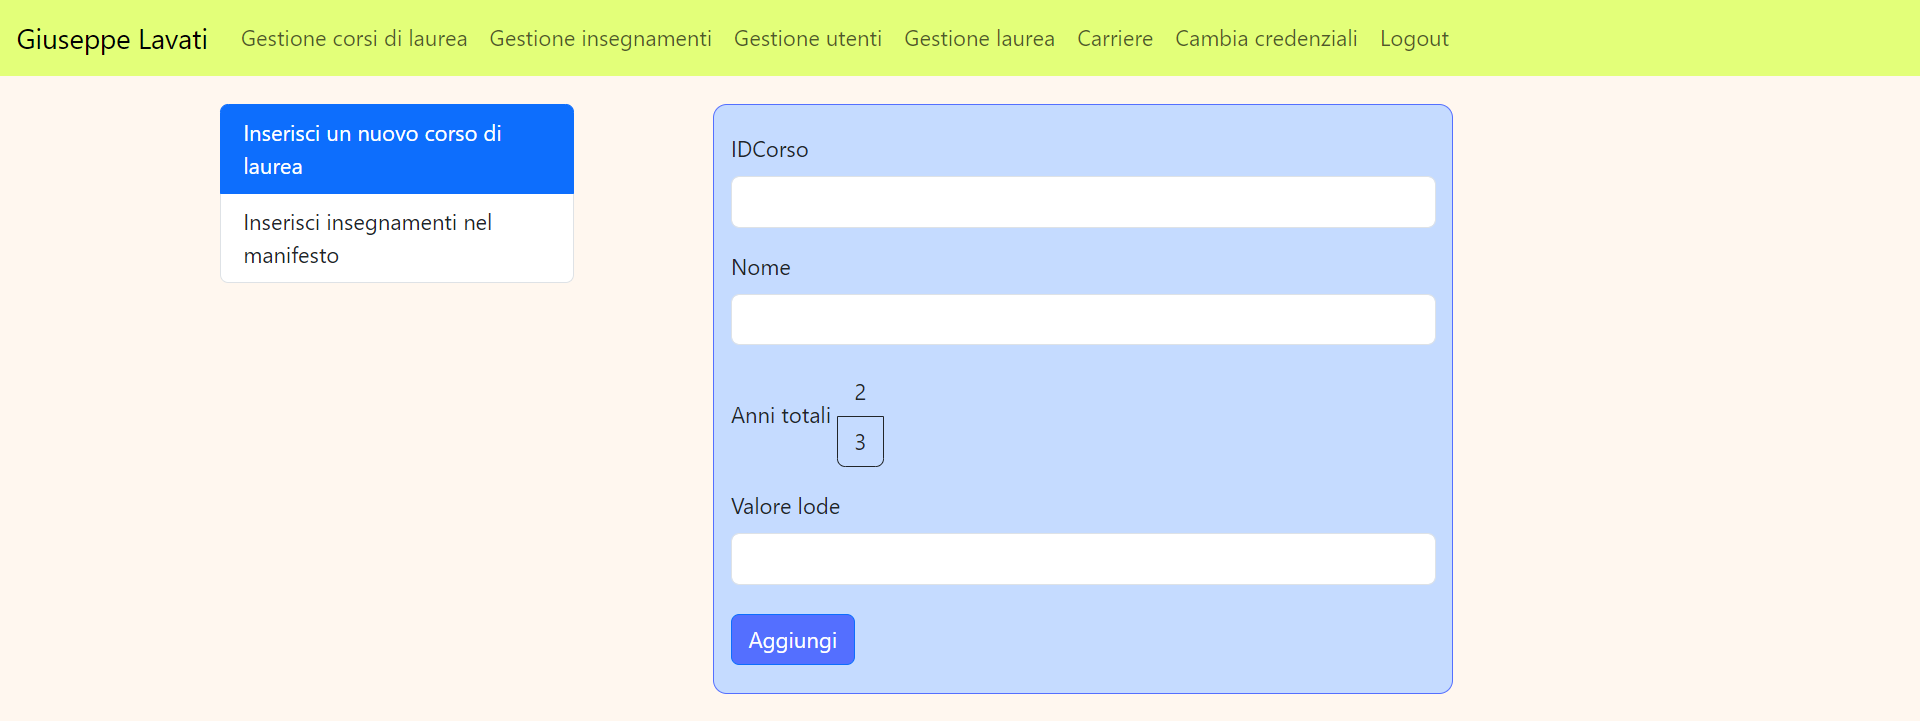 Giuseppe Lavati Gestione corsi di laurea Gestione insegnamenti Gestione utenti Gestione laurea Carriere Cambia credenziali Logout
Inserisci un nuovo corso di
laurea
Inserisci insegnamenti nel
manifesto
IDCorso
Nome
Anni totali
2
3
Valore lode
Aggiungi